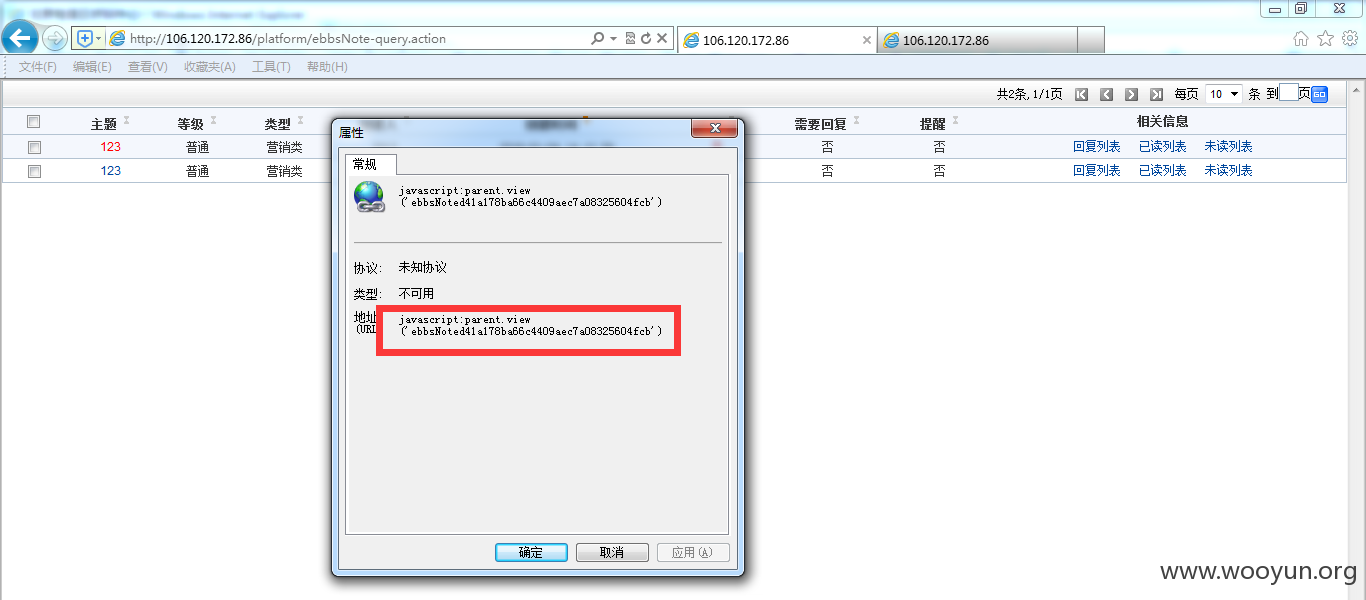 http://106.120.172.86/platform/ebbsNote-query.action
106.120.172.86
106.120.172.86
文件(F) 编辑(E) 查看(V) 收藏夹(A) 工具(T) 帮助(H)
共2条,1/1页 每页 10 条 到 页 GO
主题 等级 类型 需要回复 提醒 相关信息
123 普通 营销类 否 否 回复列表 已读列表 未读列表
123 普通 营销类 否 否 回复列表 已读列表 未读列表
属性
常规
javascript:parent.view
('ebbsNoted41a178ba66c4409aec7a08325604fcb')
协议: 未知协议
类型: 不可用
地址
(URL
javascript:parent.view
('ebbsNoted41a178ba66c4409aec7a08325604fcb')
确定 取消 应用(A)
www.wooyun.org